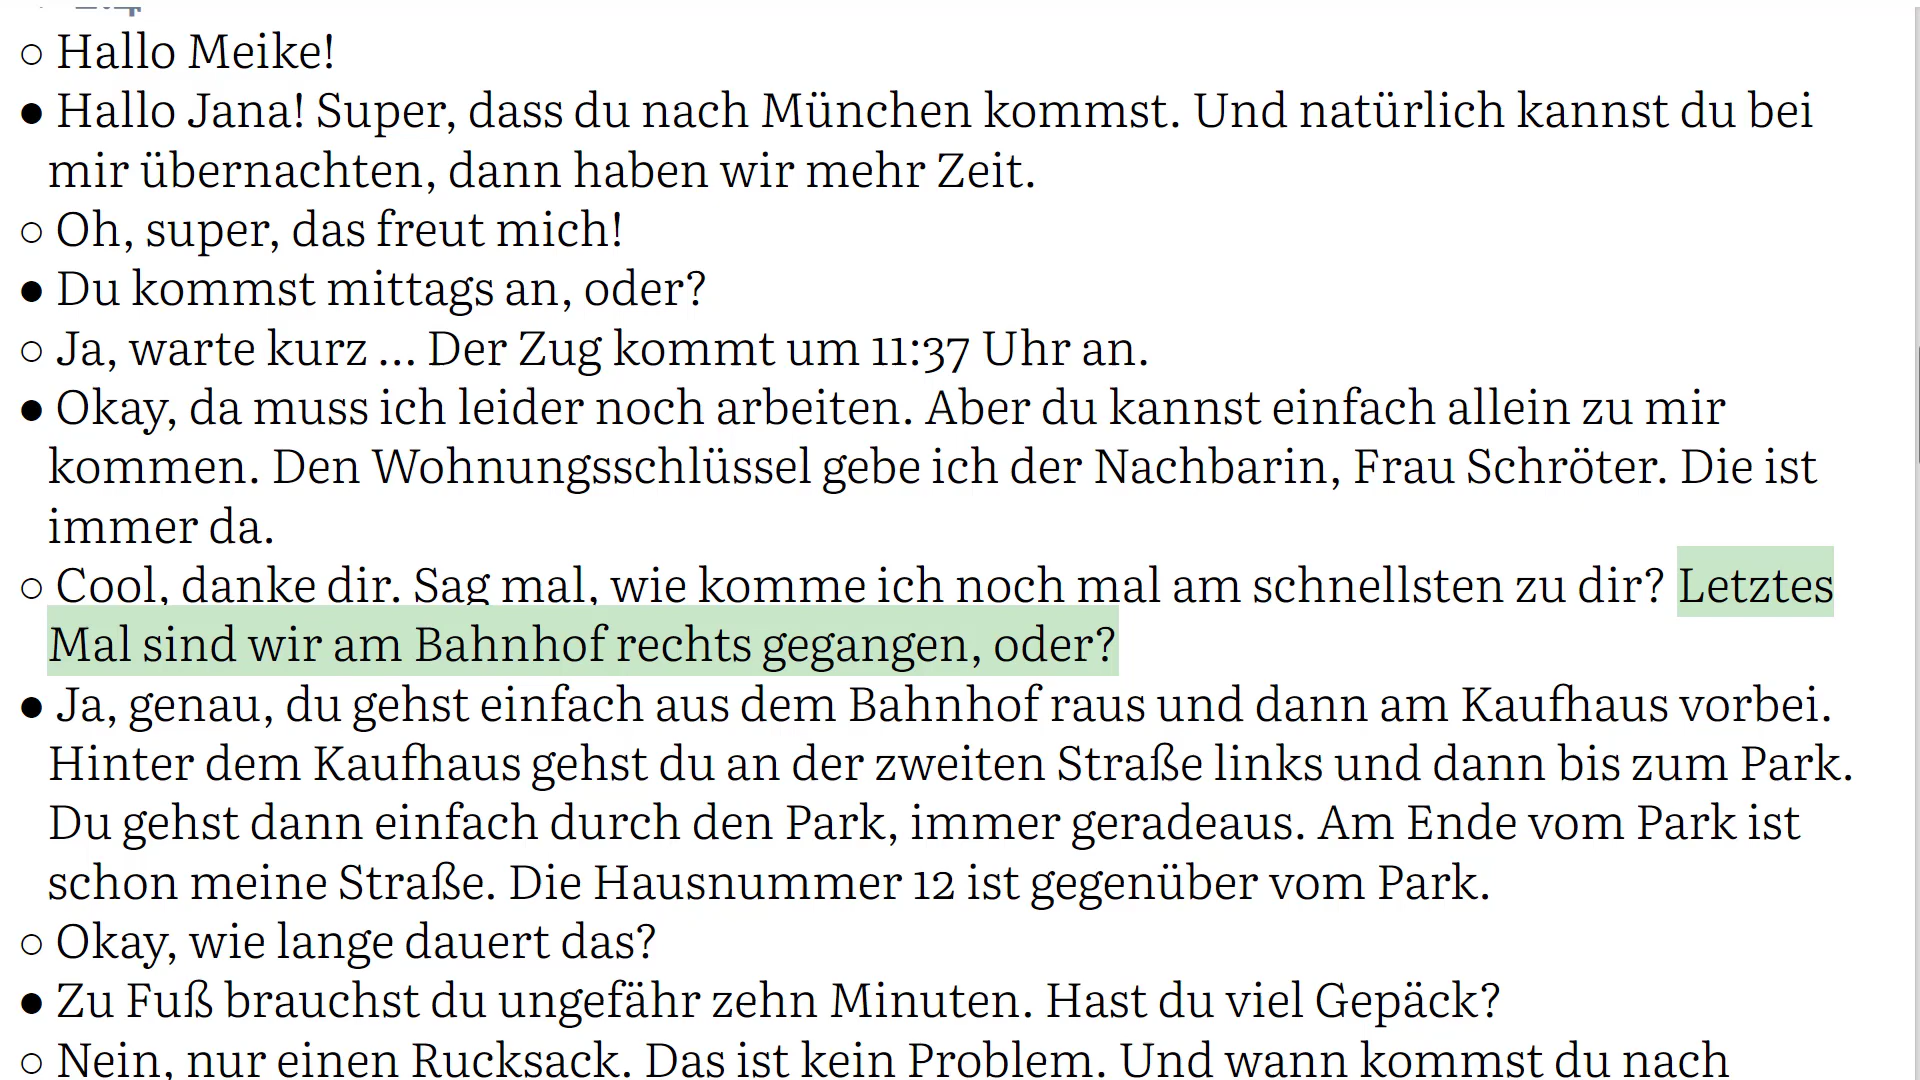 ○ Hallo Meike!
● Hallo Jana! Super, dass du nach München kommst. Und natürlich kannst du bei
mir übernachten, dann haben wir mehr Zeit.
○ Oh, super, das freut mich!
● Du kommst mittags an, oder?
○ Ja, warte kurz … Der Zug kommt um 11:37 Uhr an.
● Okay, da muss ich leider noch arbeiten. Aber du kannst einfach allein zu mir
kommen. Den Wohnungsschlüssel gebe ich der Nachbarin, Frau Schröter. Die ist
immer da.
○ Cool, danke dir. Sag mal, wie komme ich noch mal am schnellsten zu dir? Letztes
Mal sind wir am Bahnhof rechts gegangen, oder?
● Ja, genau, du gehst einfach aus dem Bahnhof raus und dann am Kaufhaus vorbei.
Hinter dem Kaufhaus gehst du an der zweiten Straße links und dann bis zum Park.
Du gehst dann einfach durch den Park, immer geradeaus. Am Ende vom Park ist
schon meine Straße. Die Hausnummer 12 ist gegenüber vom Park.
○ Okay, wie lange dauert das?
● Zu Fuß brauchst du ungefähr zehn Minuten. Hast du viel Gepäck?
○ Nein, nur einen Rucksack. Das ist kein Problem. Und wann kommst du nach